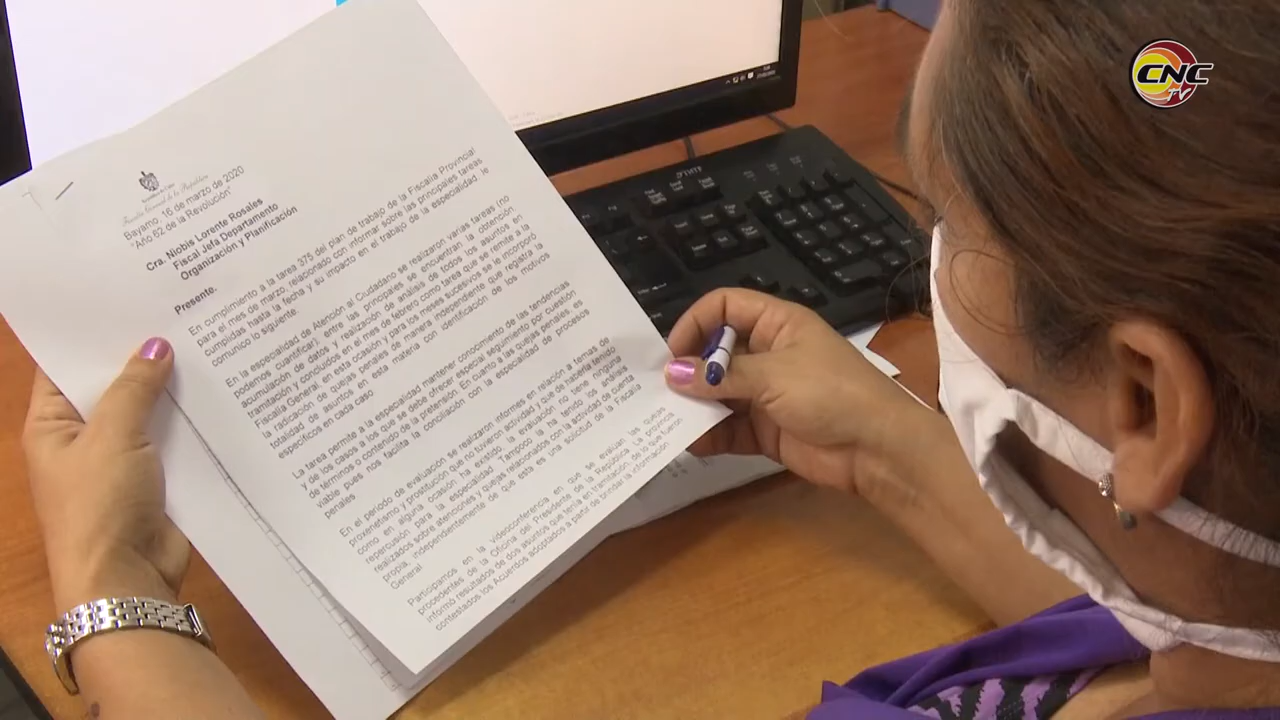 CNC TV
Fiscalía General de la República
Bayamo, 16 de marzo de 2020
"Año 62 de la Revolución"
Cra. Niobis Lorente Rosales
Fiscal Jefa Departamento
Organización y Planificación
Presente.
En cumplimiento a la tarea 375 del plan de trabajo de la Fiscalía Provincial
para el mes de marzo, relacionado con informar sobre las principales tareas
cumplidas hasta la fecha y su impacto en el trabajo de la especialidad, le
comunico lo siguiente:
En la especialidad de Atención al Ciudadano se realizaron varias tareas (no
podemos cuantificar), entre las principales se encuentran la obtención,
acumulación de datos y realización de análisis de todos los asuntos en
tramitación y concluidos en el mes de febrero como tarea que se remite a la
Fiscalía General, en esta ocasión y para los meses sucesivos se le incorporó
la radicación de quejas penales de manera independiente que registra la
totalidad de asuntos en esta materia con identificación de los motivos
específicos en cada caso.
La tarea permite a la especialidad mantener conocimiento de las tendencias
y de los casos a los que se debe ofrecer especial seguimiento por cuestión
de términos o contenido de la pretensión. En cuanto a las quejas penales, es
viable pues nos facilita la conciliación con la especialidad de procesos
penales
En el periodo de evaluación se realizaron informes en relación a temas de
proxenetismo y prostitución que no tuvieron actividad y que de haberla tenido
como en alguna ocasión ha existido, la evaluación no tiene ninguna
repercusión para la especialidad. Tampoco la ha tenido los análisis
realizados sobre atenciones y quejas relacionados con la actividad de cuenta
propia, independientemente de que esta es una solicitud de la Fiscalía
General
Participamos en la videoconferencia en que se evalúan las quejas
procedentes de la Oficina del Presidente de la República. La provincia
informó resultados de dos asuntos que tenía en tramitación, de lo que fueron
contestados los Acuerdos adoptados a partir de brindar la información